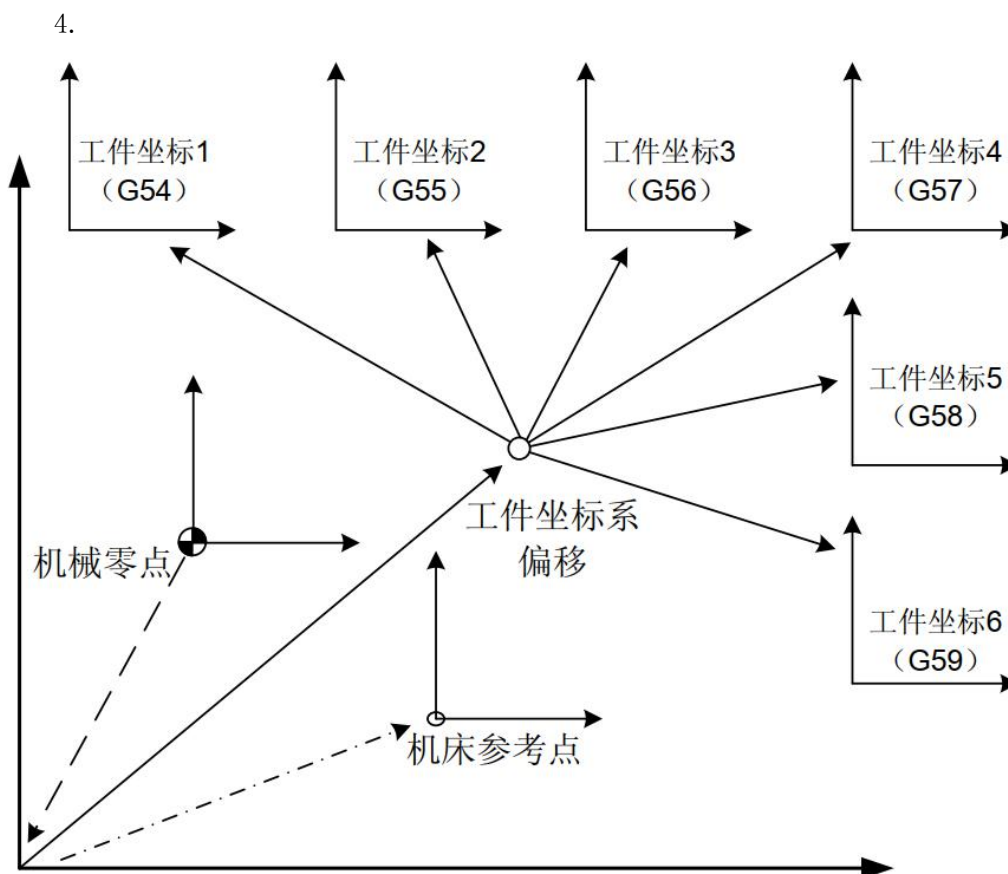 4.
工件坐标1
（G54）
工件坐标2
（G55）
工件坐标3
（G56）
工件坐标4
（G57）
工件坐标5
（G58）
工件坐标系
偏移
机械零点
工件坐标6
（G59）
机床参考点